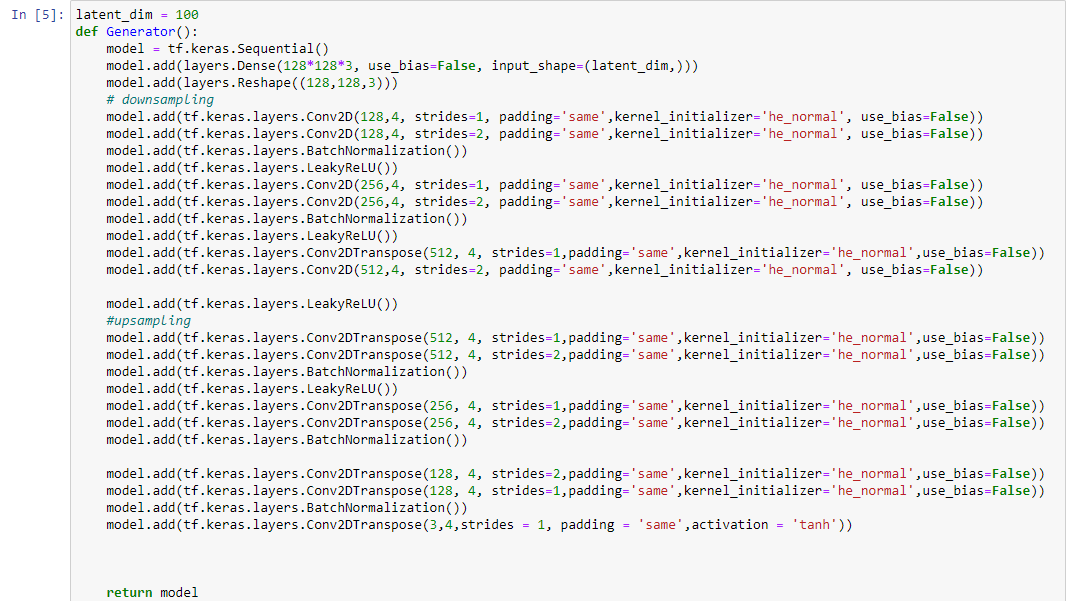 In [5]: latent_dim = 100
def Generator():
    model = tf.keras.Sequential()
    model.add(layers.Dense(128*128*3, use_bias=False, input_shape=(latent_dim,)))
    model.add(layers.Reshape((128,128,3)))
    # downsampling
    model.add(tf.keras.layers.Conv2D(128,4, strides=1, padding='same',kernel_initializer='he_normal', use_bias=False))
    model.add(tf.keras.layers.Conv2D(128,4, strides=2, padding='same',kernel_initializer='he_normal', use_bias=False))
    model.add(tf.keras.layers.BatchNormalization())
    model.add(tf.keras.layers.LeakyReLU())
    model.add(tf.keras.layers.Conv2D(256,4, strides=1, padding='same',kernel_initializer='he_normal', use_bias=False))
    model.add(tf.keras.layers.Conv2D(256,4, strides=2, padding='same',kernel_initializer='he_normal', use_bias=False))
    model.add(tf.keras.layers.BatchNormalization())
    model.add(tf.keras.layers.LeakyReLU())
    model.add(tf.keras.layers.Conv2DTranspose(512, 4, strides=1,padding='same',kernel_initializer='he_normal',use_bias=False))
    model.add(tf.keras.layers.Conv2D(512,4, strides=2, padding='same',kernel_initializer='he_normal', use_bias=False))

    model.add(tf.keras.layers.LeakyReLU())
    #upsampling
    model.add(tf.keras.layers.Conv2DTranspose(512, 4, strides=1,padding='same',kernel_initializer='he_normal',use_bias=False))
    model.add(tf.keras.layers.Conv2DTranspose(512, 4, strides=2,padding='same',kernel_initializer='he_normal',use_bias=False))
    model.add(tf.keras.layers.BatchNormalization())
    model.add(tf.keras.layers.LeakyReLU())
    model.add(tf.keras.layers.Conv2DTranspose(256, 4, strides=1,padding='same',kernel_initializer='he_normal',use_bias=False))
    model.add(tf.keras.layers.Conv2DTranspose(256, 4, strides=2,padding='same',kernel_initializer='he_normal',use_bias=False))
    model.add(tf.keras.layers.BatchNormalization())

    model.add(tf.keras.layers.Conv2DTranspose(128, 4, strides=2,padding='same',kernel_initializer='he_normal',use_bias=False))
    model.add(tf.keras.layers.Conv2DTranspose(128, 4, strides=1,padding='same',kernel_initializer='he_normal',use_bias=False))
    model.add(tf.keras.layers.BatchNormalization())
    model.add(tf.keras.layers.Conv2DTranspose(3,4,strides = 1, padding = 'same',activation = 'tanh'))

    return model